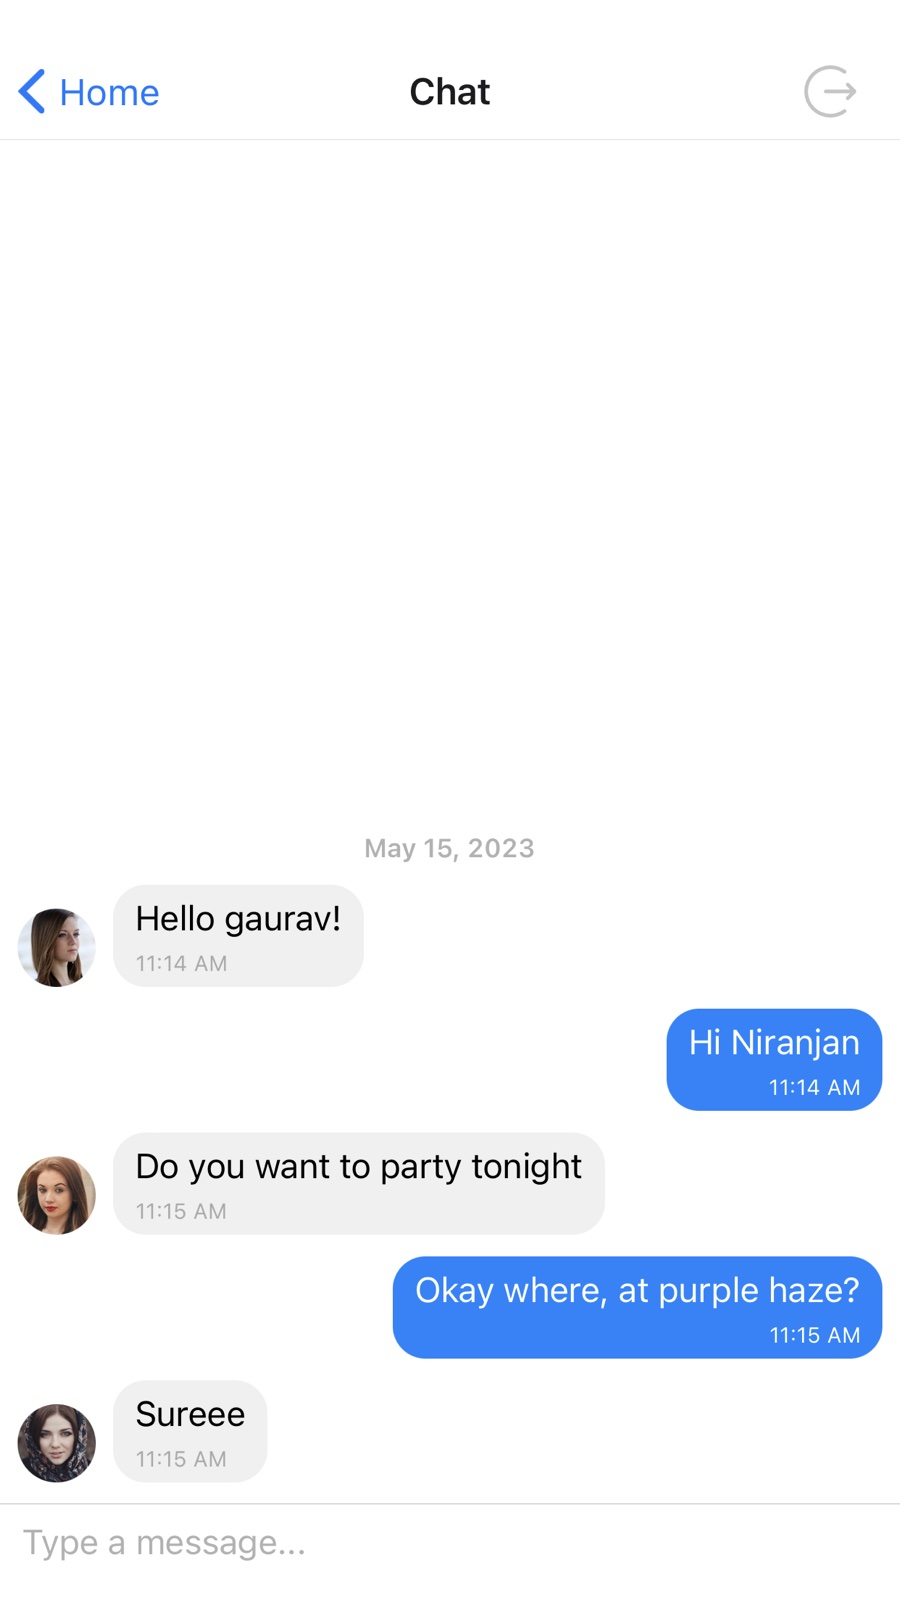 Home
Chat
May 15, 2023
Hello gaurav!
11:14 AM
Hi Niranjan
11:14 AM
Do you want to party tonight
11:15 AM
Okay where, at purple haze?
11:15 AM
Sureee
11:15 AM
Type a message...